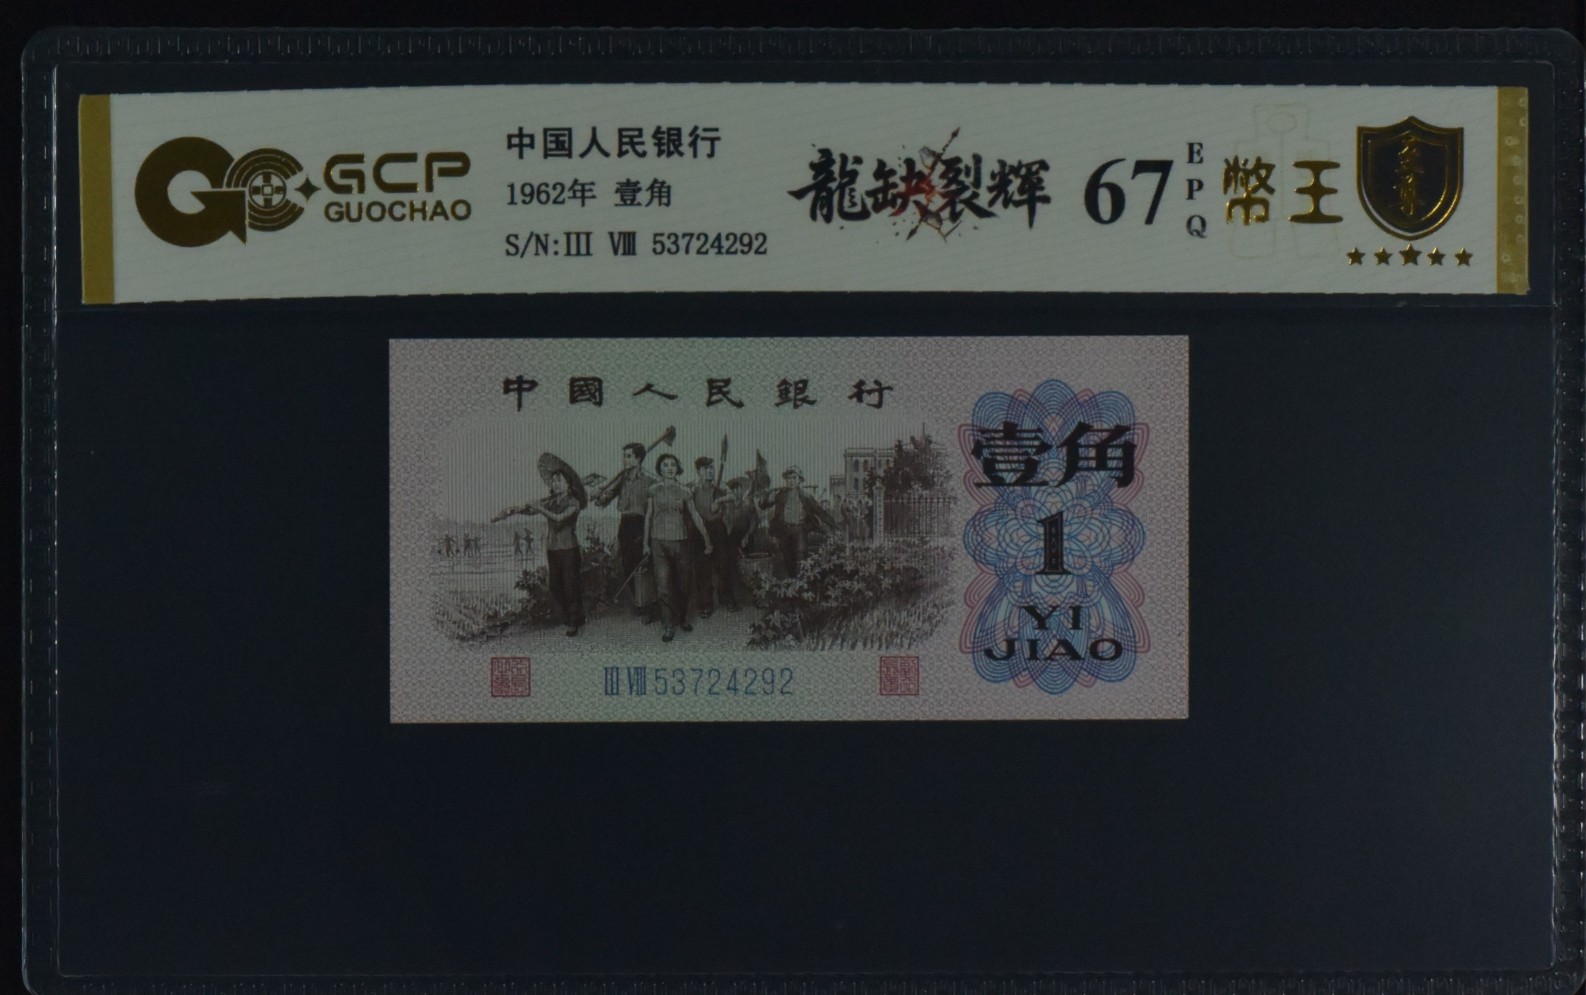 GCP
GUOCHAO
中国人民银行
1962年 壹角
S/N:III VIII 53724292
龍缺裂辉
67
EPQ
幣王
中國人民銀行
壹角
1
YI
JIAO
III VIII 53724292